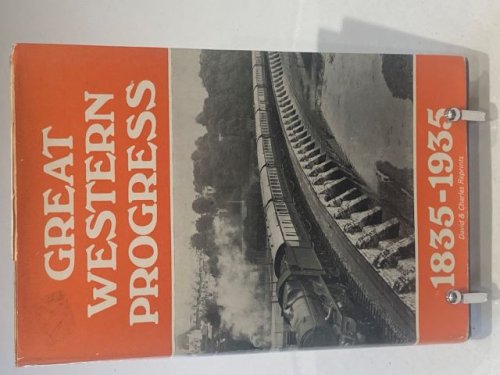 GREAT
WESTERN
PROGRESS
1835-1935
David & Charles Reprints